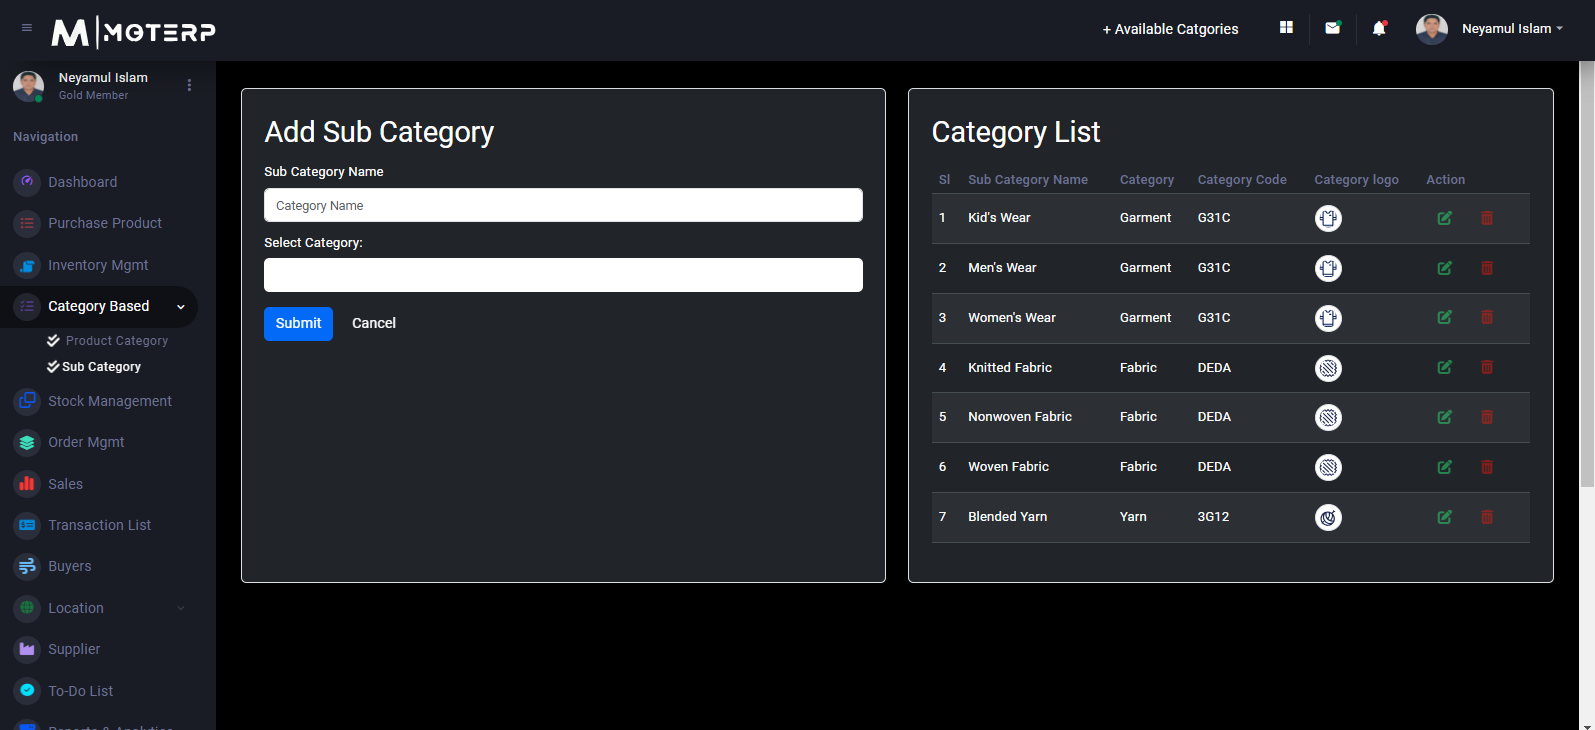 M|MOTERP
+ Available Catgories
Neyamul Islam
Neyamul Islam
Gold Member
Navigation
Dashboard
Purchase Product
Inventory Mgmt
Category Based
Product Category
Sub Category
Stock Management
Order Mgmt
Sales
Transaction List
Buyers
Location
Supplier
To-Do List
Reports & Analytics
Add Sub Category
Sub Category Name
Category Name
Select Category:
Submit Cancel
Category List
Sl Sub Category Name Category Category Code Category logo Action
1 Kid's Wear Garment G31C
2 Men's Wear Garment G31C
3 Women's Wear Garment G31C
4 Knitted Fabric Fabric DEDA
5 Nonwoven Fabric Fabric DEDA
6 Woven Fabric Fabric DEDA
7 Blended Yarn Yarn 3G12